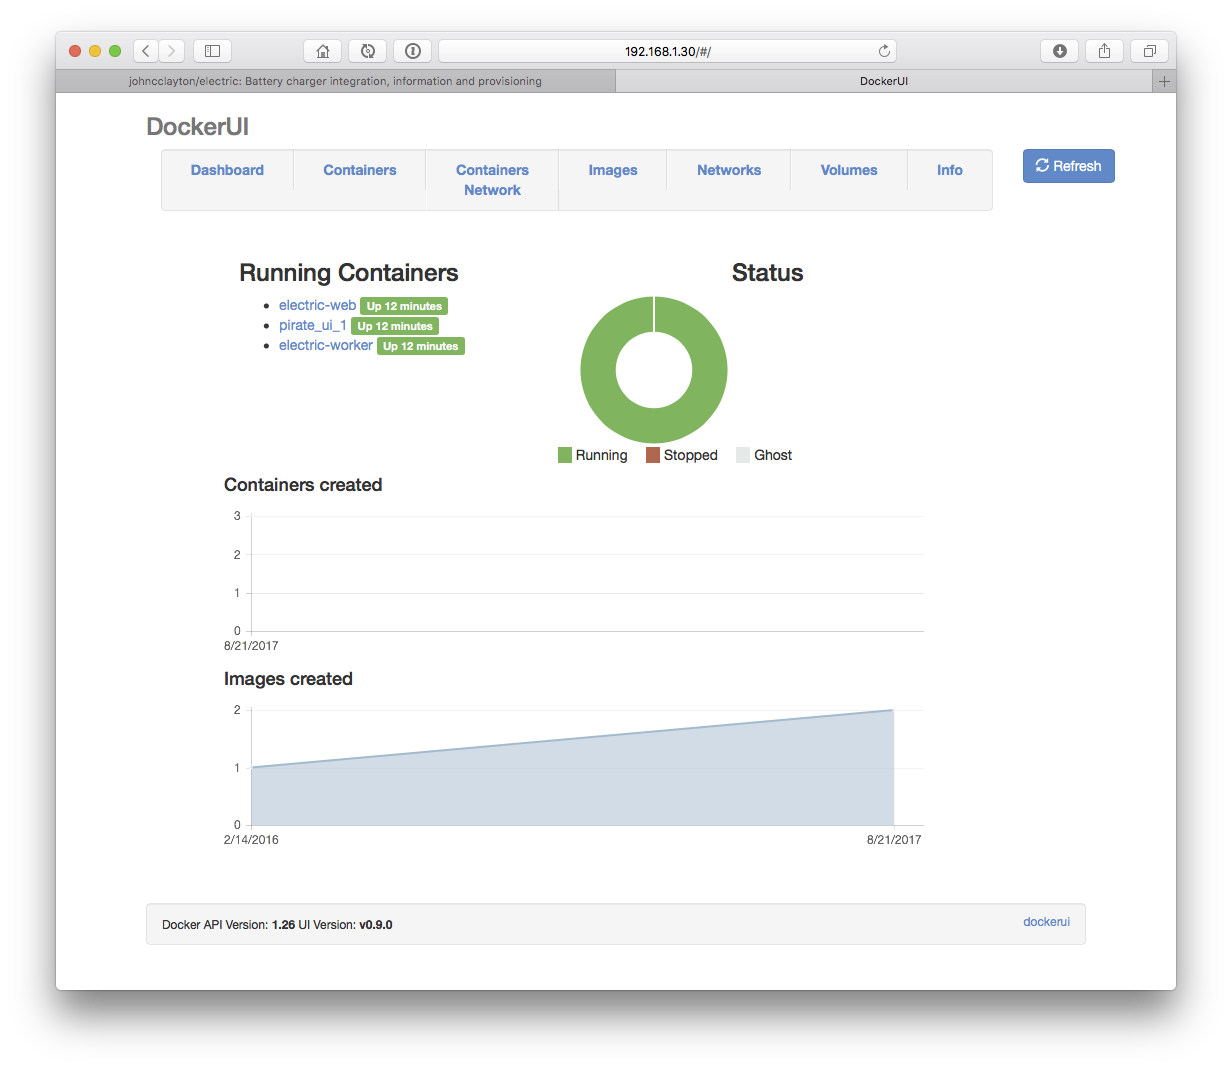 192.168.1.30/#/
johncclayton/electric: Battery charger integration, information and provisioning
DockerUI
DockerUI
Dashboard
Containers
Containers
Network
Images
Networks
Volumes
Info
Refresh
Running Containers
electric-web Up 12 minutes
pirate_ui_1 Up 12 minutes
electric-worker Up 12 minutes
Status
Running Stopped Ghost
Containers created
3
2
1
0
8/21/2017
Images created
2
1
0
2/14/2016 8/21/2017
Docker API Version: 1.26 UI Version: v0.9.0
dockerui